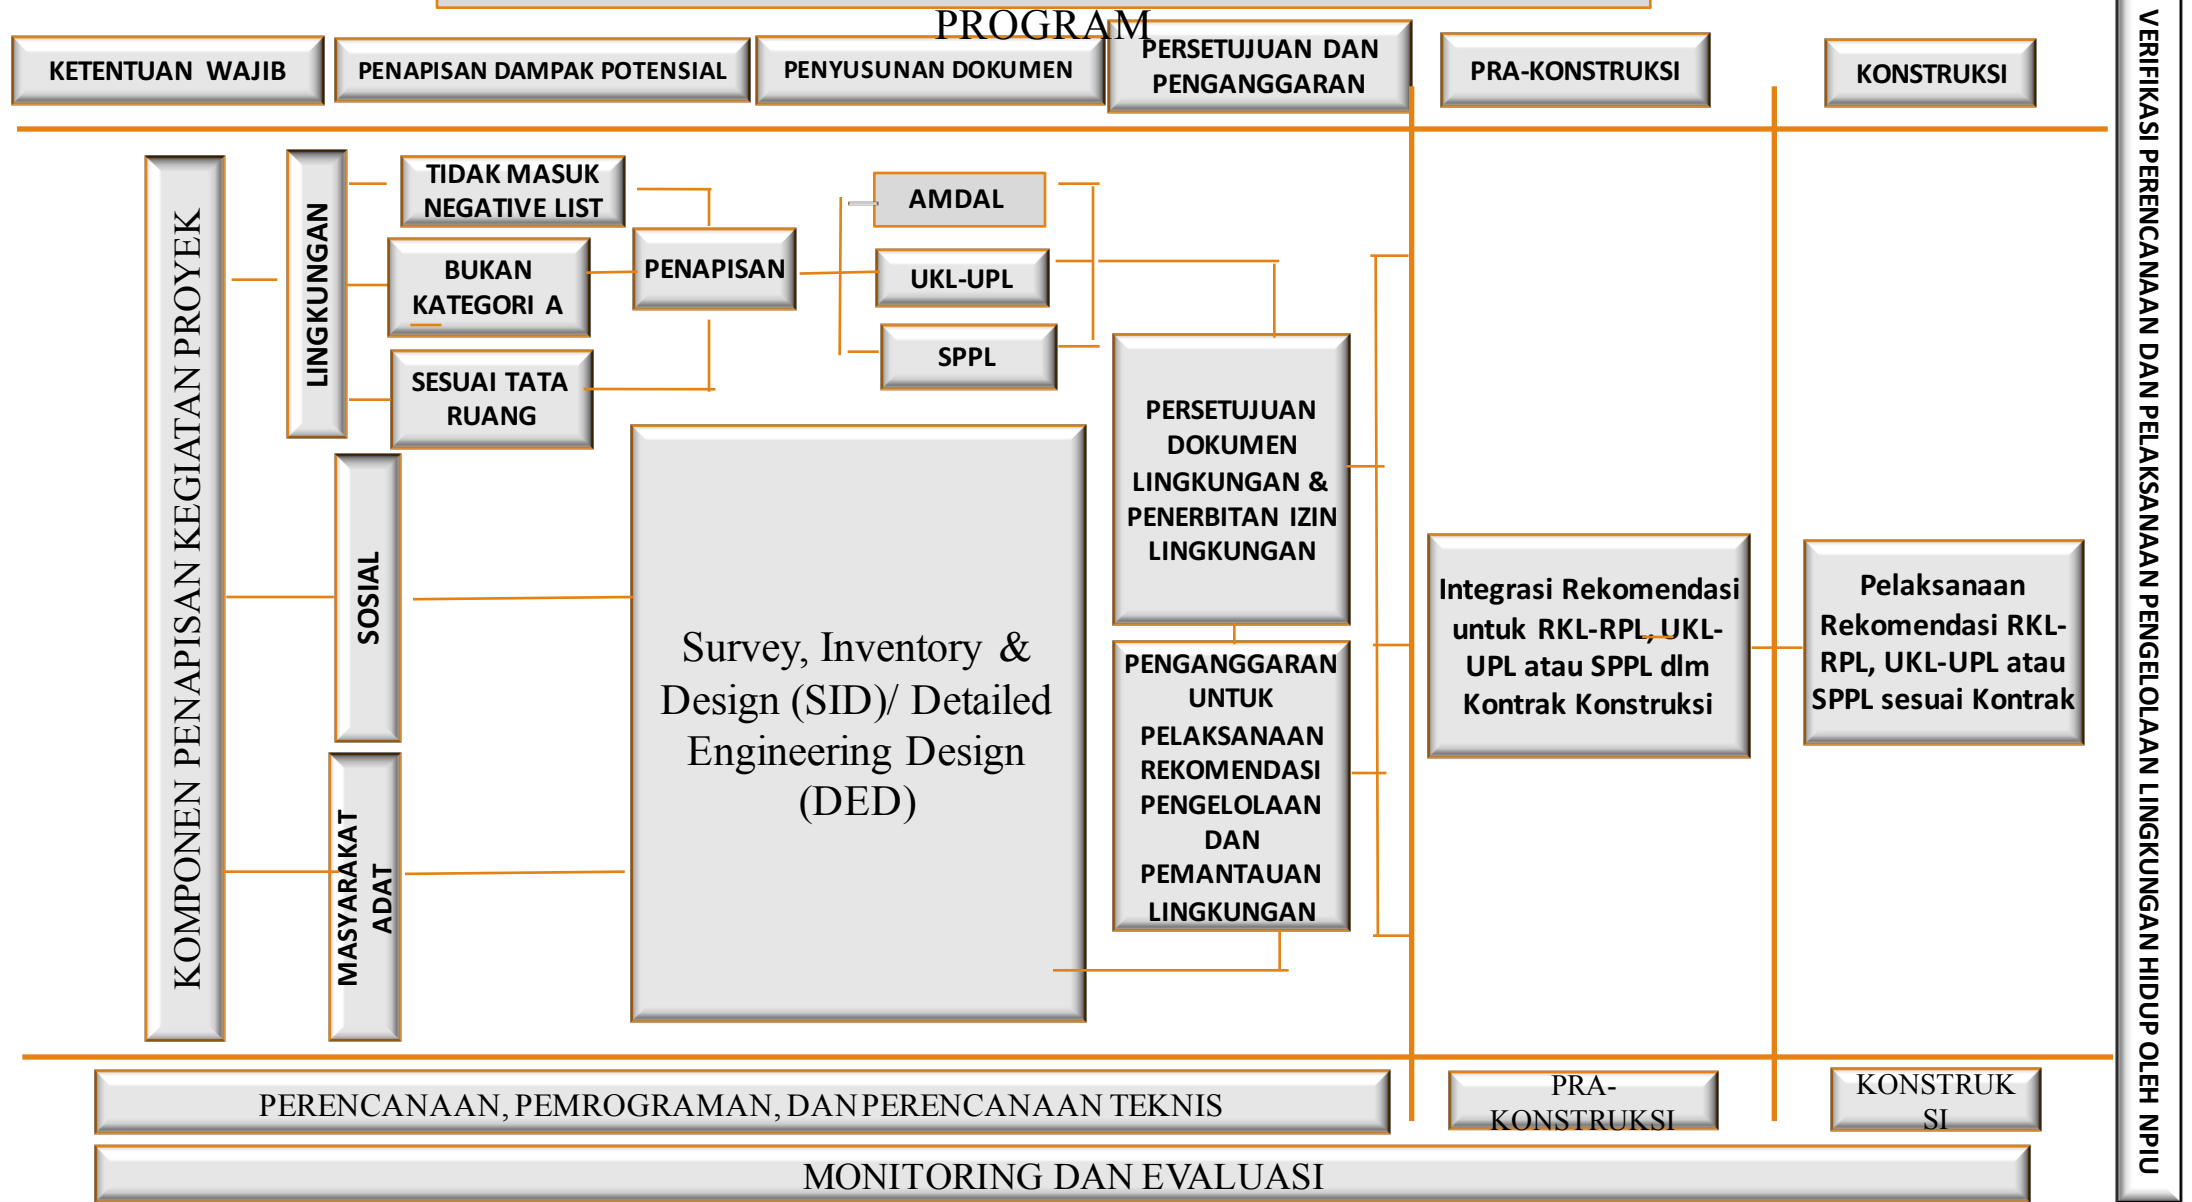 PROGRAM
KETENTUAN WAJIB
PENAPISAN DAMPAK POTENSIAL
PENYUSUNAN DOKUMEN
PERSETUJUAN DAN
PENGANGGARAN
PRA-KONSTRUKSI
KONSTRUKSI
KOMPONEN PENAPISAN KEGIATAN PROYEK
LINGKUNGAN
TIDAK MASUK
NEGATIVE LIST
BUKAN
KATEGORI A
SESUAI TATA
RUANG
PENAPISAN
AMDAL
UKL-UPL
SPPL
SOSIAL
MASYARAKAT
ADAT
Survey, Inventory &
Design (SID)/ Detailed
Engineering Design
(DED)
PERSETUJUAN
DOKUMEN
LINGKUNGAN &
PENERBITAN IZIN
LINGKUNGAN
PENGANGGARAN
UNTUK
PELAKSANAAN
REKOMENDASI
PENGELOLAAN
DAN
PEMANTAUAN
LINGKUNGAN
Integrasi Rekomendasi
untuk RKL-RPL, UKL-
UPL atau SPPL dlm
Kontrak Konstruksi
Pelaksanaan
Rekomendasi RKL-
RPL, UKL-UPL atau
SPPL sesuai Kontrak
VERIFIKASI PERENCANAAN DAN PELAKSANAAN PENGELOLAAN LINGKUNGAN HIDUP OLEH NPIU
PERENCANAAN, PEMROGRAMAN, DAN PERENCANAAN TEKNIS
PRA-
KONSTRUKSI
KONSTRUK
SI
MONITORING DAN EVALUASI